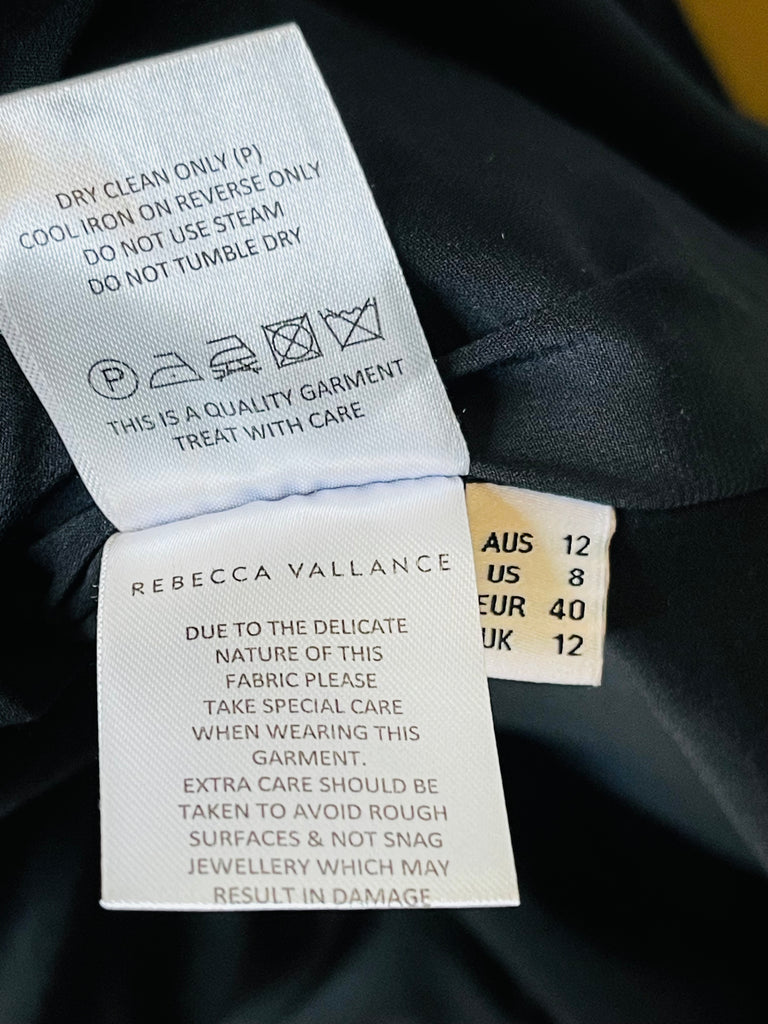 DRY CLEAN ONLY (P)
COOL IRON ON REVERSE ONLY
DO NOT USE STEAM
DO NOT TUMBLE DRY
P
THIS IS A QUALITY GARMENT
TREAT WITH CARE
REBECCA VALLANCE
DUE TO THE DELICATE
NATURE OF THIS
FABRIC PLEASE
TAKE SPECIAL CARE
WHEN WEARING THIS
GARMENT.
EXTRA CARE SHOULD BE
TAKEN TO AVOID ROUGH
SURFACES & NOT SNAG
JEWELLERY WHICH MAY
RESULT IN DAMAGE
AUS 12
US 8
EUR 40
UK 12